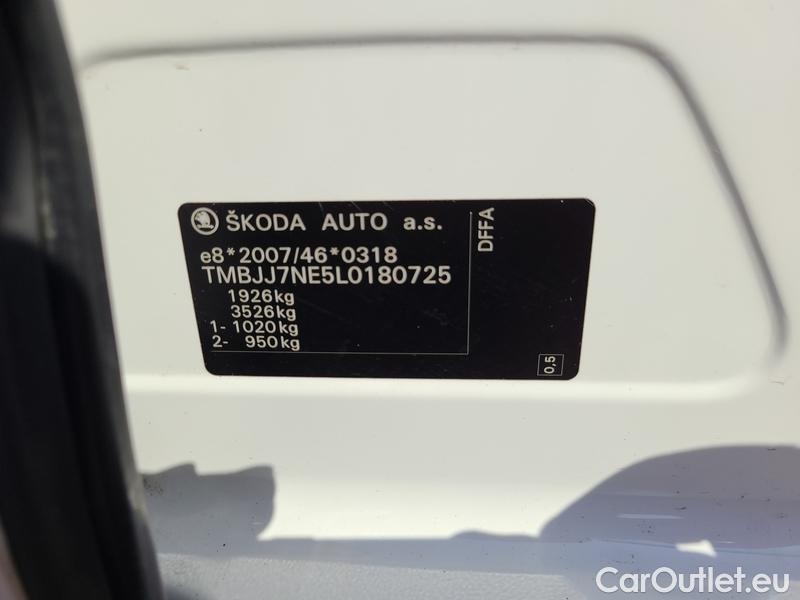 ŠKODA AUTO a.s.
e8*2007/46*0318
TMBJJ7NE5L0180725
1926kg
3526kg
1- 1020kg
2- 950kg
DFFA
0,5
CarOutlet.eu